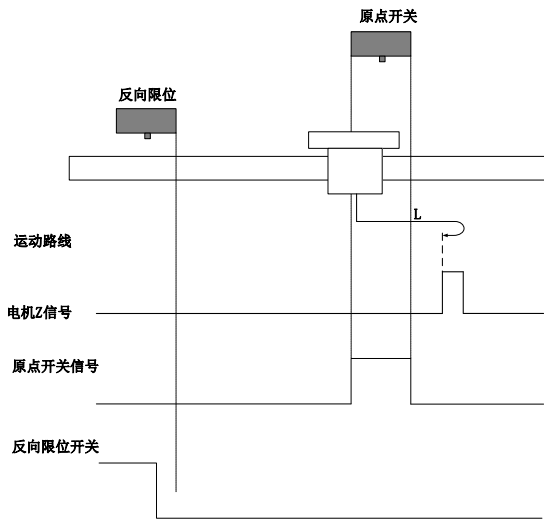 原点开关
反向限位
L
运动路线
电机Z信号
原点开关信号
反向限位开关